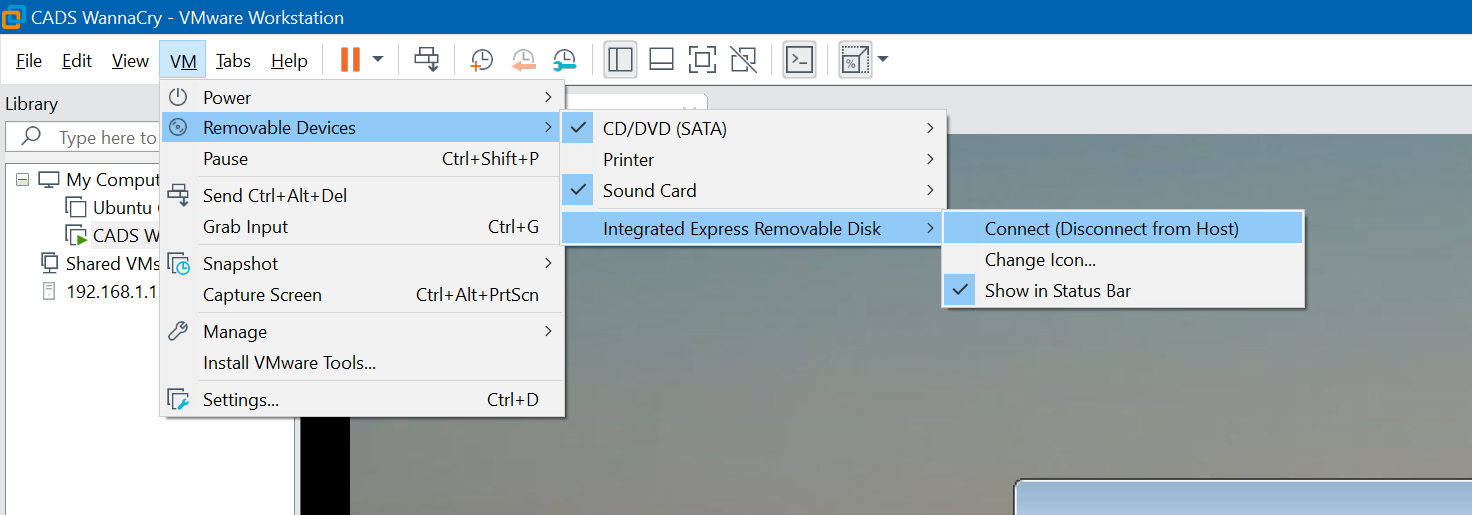 CADS WannaCry - VMware Workstation
File Edit View VM Tabs Help
Library
Type here to
My Comput
Ubuntu
CADS W
Shared VMs
192.168.1.1
Power
Removable Devices
Pause Ctrl+Shift+P
Send Ctrl+Alt+Del
Grab Input Ctrl+G
Snapshot
Capture Screen Ctrl+Alt+PrtScn
Manage
Install VMware Tools...
Settings... Ctrl+D
CD/DVD (SATA)
Printer
Sound Card
Integrated Express Removable Disk
Connect (Disconnect from Host)
Change Icon...
Show in Status Bar